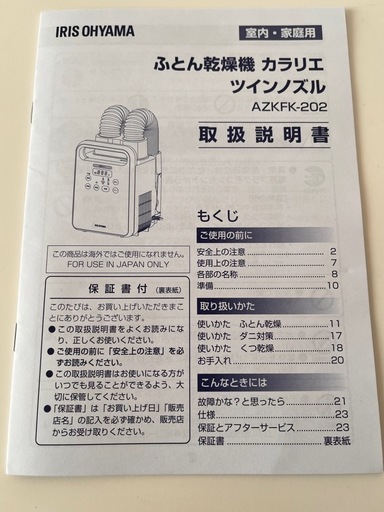 IRIS OHYAMA
室内・家庭用
ふとん乾燥機 カラリエ
ツインノズル
AZKFK-202
取扱説明書
この商品は海外ではご使用になれません。
FOR USE IN JAPAN ONLY
保証書付(裏表紙)
このたびは、お買い上げいただきまこ
とにありがとうございます。
●この取扱説明書をよくお読みにな
り、正しくお使いください。
●ご使用の前に「安全上の注意」を必
ずお読みください。
●この取扱説明書はお使いになる方が
いつでも見ることができるよう、大
切に保管してください。
●「保証書」は「お買い上げ日」「販売
店名」の記入を必ず確かめ、販売店
からお受け取りください。
もくじ
ご使用の前に
安全上の注意 2
使用上の注意 7
各部の名称 8
準備 10
取り扱いかた
使いかた ふとん乾燥 11
使いかた ダニ対策 17
使いかた くつ乾燥 18
お手入れ 20
こんなときには
故障かな?と思ったら 21
仕様 23
保証とアフターサービス 23
保証書 裏表紙